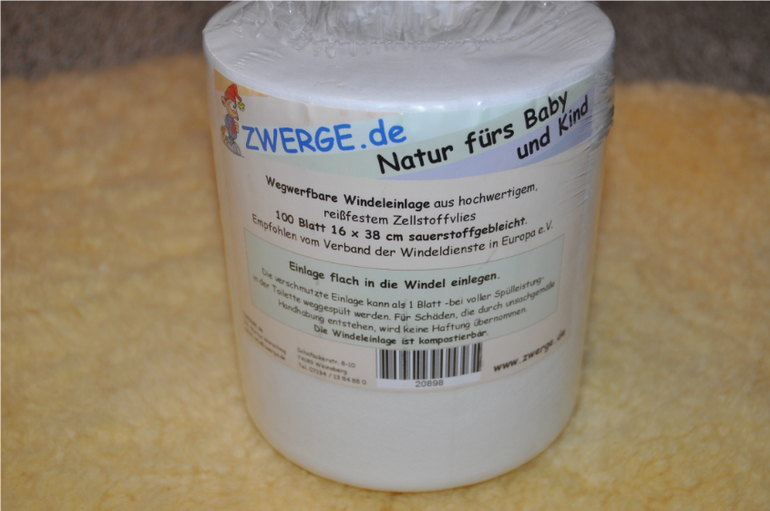 ZWERGE.de
Natur fürs Baby
und Kind
Wegwerfbare Windeleinlage aus hochwertigem,
reißfestem Zellstoffvlies
100 Blatt 16 x 38 cm sauerstoffgebleicht.
Empfohlen vom Verband der Windeldienste in Europa e.V.
Einlage flach in die Windel einlegen.
Die verschmutzte Einlage kann als 1 Blatt -bei voller Spülleistung-
in der Toilette weggespült werden. Für Schäden, die durch unsachgemäße
Handhabung entstehen, wird keine Haftung übernommen.
Die Windeleinlage ist kompostierbar.
74189 Weinsberg
www.zwerge.de
20898